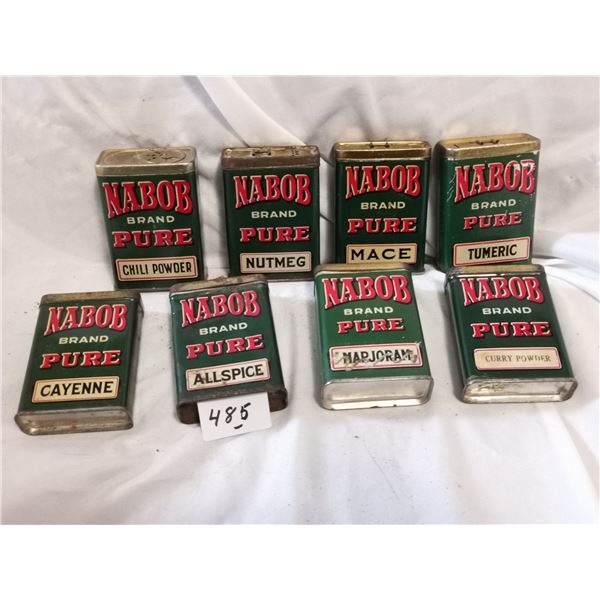 NABOB
BRAND
PURE
CHILI POWDER
NABOB
BRAND
PURE
NUTMEG
NABOB
BRAND
PURE
MACE
NABOB
BRAND
PURE
TUMERIC
NABOB
BRAND
PURE
CAYENNE
NABOB
BRAND
PURE
ALLSPICE
NABOB
BRAND
PURE
MARJORAM
NABOB
BRAND
PURE
CURRY POWDER
485